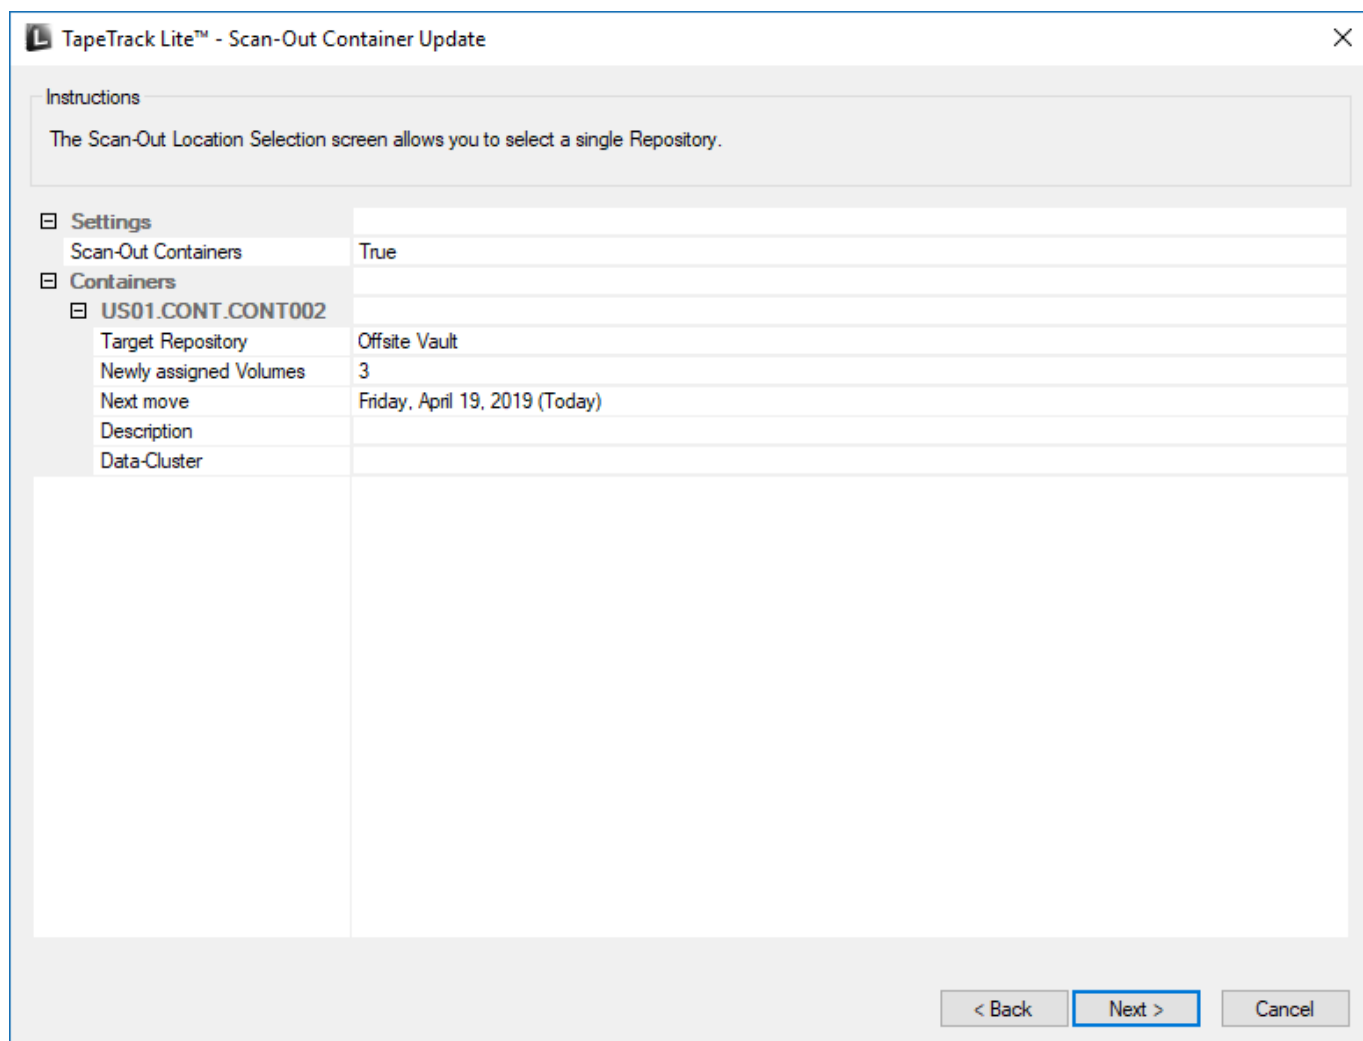 L TapeTrack Lite™ - Scan-Out Container Update
Instructions
The Scan-Out Location Selection screen allows you to select a single Repository.
Settings
Scan-Out Containers True
Containers
US01.CONT.CONT002
Target Repository Offsite Vault
Newly assigned Volumes 3
Next move Friday, April 19, 2019 (Today)
Description
Data-Cluster
< Back Next > Cancel